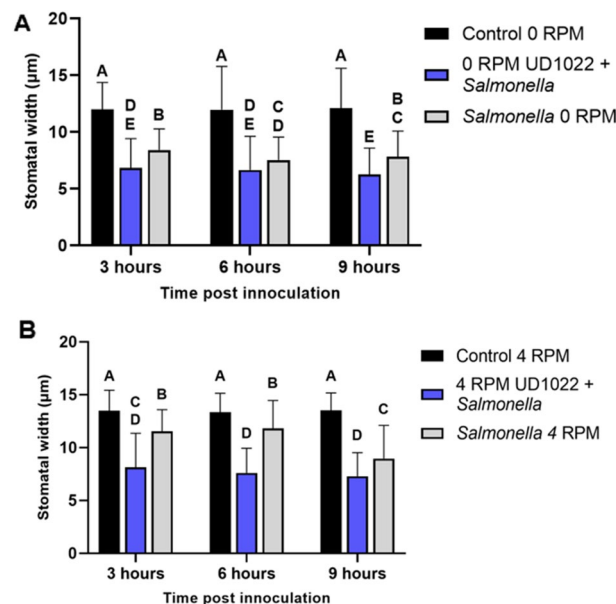 A
Stomatal width (µm)
20
15
10
5
0
A
D
E
B
A
D
E
C
D
A
E
B
C
3 hours
6 hours
9 hours
Time post innoculation
Control 0 RPM
0 RPM UD1022 +
Salmonella
Salmonella 0 RPM
B
Stomatal width (µm)
20
15
10
5
0
A
C
D
B
A
D
B
A
D
C
3 hours
6 hours
9 hours
Time post innoculation
Control 4 RPM
4 RPM UD1022 +
Salmonella
Salmonella 4 RPM